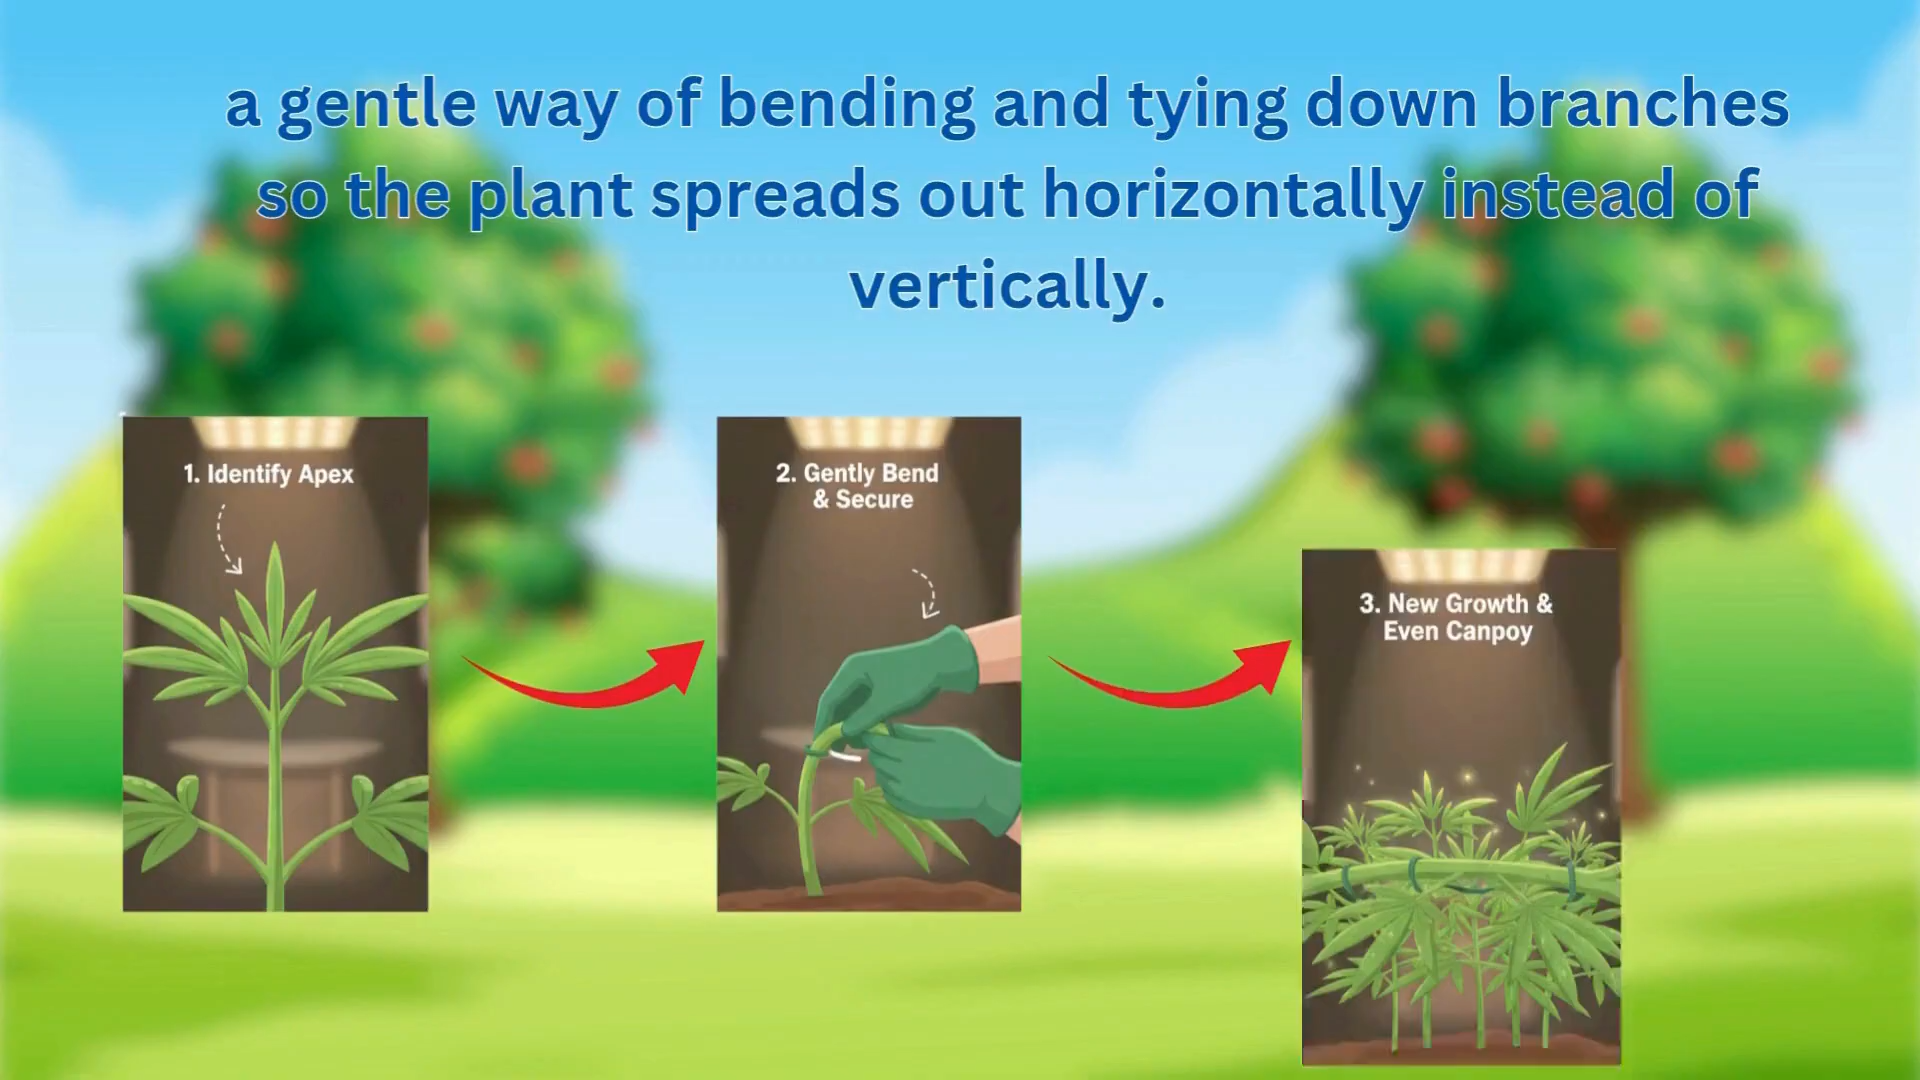 a gentle way of bending and tying down branches
so the plant spreads out horizontally instead of
vertically.
1. Identify Apex
2. Gently Bend
& Secure
3. New Growth &
Even Canpoy